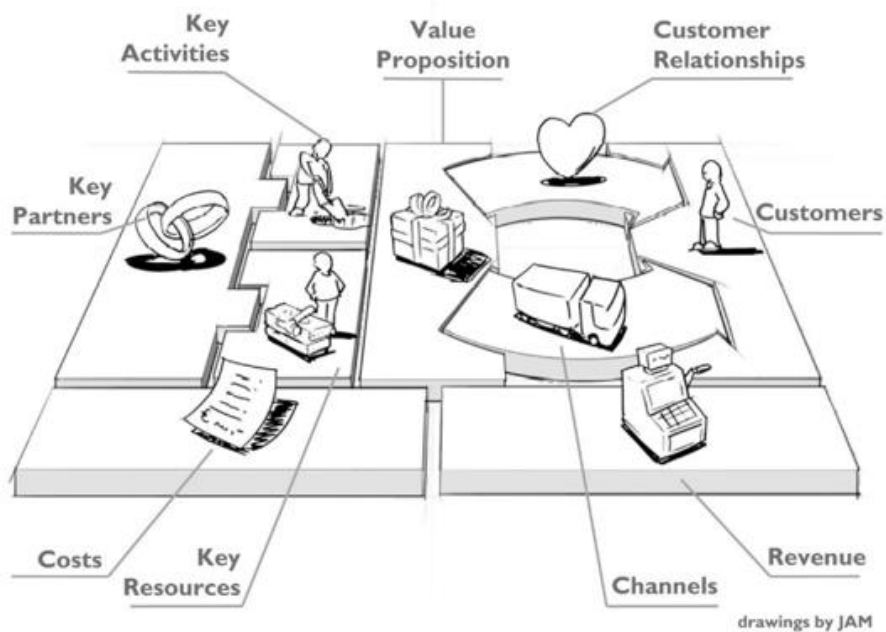 Key
Activities
Value
Proposition
Customer
Relationships
Key
Partners
Customers
Costs
Key
Resources
Channels
Revenue
drawings by JAM